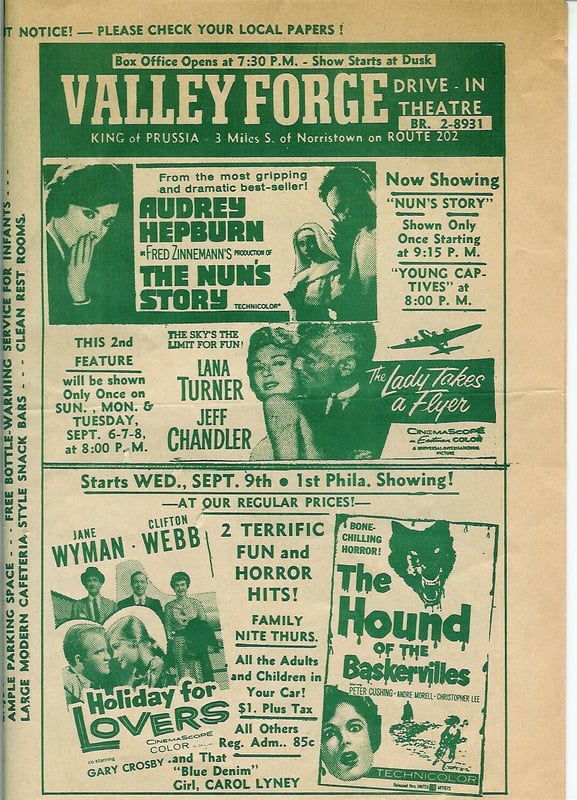 UT NOTICE! — PLEASE CHECK YOUR LOCAL PAPERS !
Box Office Opens at 7:30 P.M. - Show Starts at Dusk
VALLEY FORGE
DRIVE - IN
THEATRE
BR. 2-8931
KING of PRUSSIA - 3 Miles S. of Norristown on ROUTE 202
From the most gripping
and dramatic best-seller!
AUDREY
HEPBURN
IN FRED ZINNEMANN'S PRODUCTION OF
THE NUN'S
STORY
TECHNICOLOR®
Now Showing
"NUN'S STORY"
Shown Only
Once Starting
at 9:15 P. M.
"YOUNG CAP-
TIVES" at
8:00 P. M.
THIS 2nd
FEATURE
will be shown
Only Once on
SUN., MON. &
TUESDAY,
SEPT. 6-7-8,
at 8:00 P. M.
THE SKY'S THE
LIMIT FOR FUN!
LANA
TURNER
JEFF
CHANDLER
The Lady Takes
a Flyer
CINEMASCOPE
in Eastman COLOR
A UNIVERSAL-INTERNATIONAL
PICTURE
Starts WED., SEPT. 9th • 1st Phila. Showing!
—AT OUR REGULAR PRICES!—
JANE
WYMAN ·
CLIFTON
WEBB
Holiday for
LOVERS
CINEMASCOPE
COLOR
co starring
GARY CROSBY and That
"Blue Denim"
Girl, CAROL LYNEY
2 TERRIFIC
FUN and
HORROR
HITS!
FAMILY
NITE THURS.
All the Adults
and Children in
Your Car!
$1. Plus Tax
All Others
Reg. Adm.. 85c
BONE-
CHILLING
HORROR!
The
Hound
OF THE
Baskervilles
starring
PETER CUSHING · ANDRE MORELL · CHRISTOPHER LEE
TECHNICOLOR
Released thru UNITED ARTISTS
AMPLE PARKING SPACE - - - FREE BOTTLE-WARMING SERVICE FOR INFANTS - - -
LARGE MODERN CAFETERIA STYLE SNACK BARS - - - CLEAN REST ROOMS.